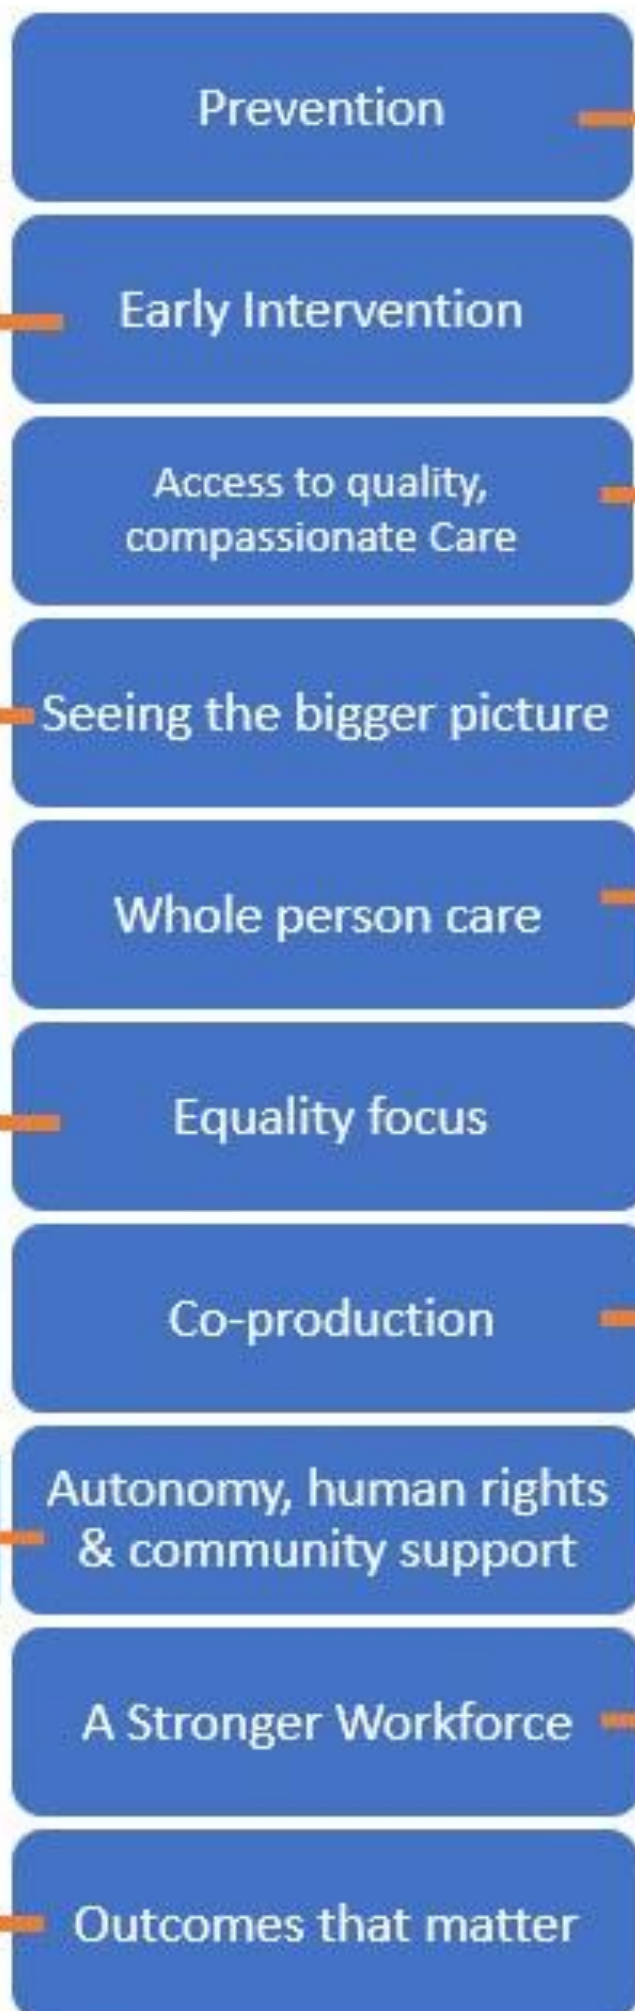 Prevention
Early Intervention
Access to quality,
compassionate Care
Seeing the bigger picture
Whole person care
Equality focus
Co-production
Autonomy, human rights
& community support
A Stronger Workforce
Outcomes that matter